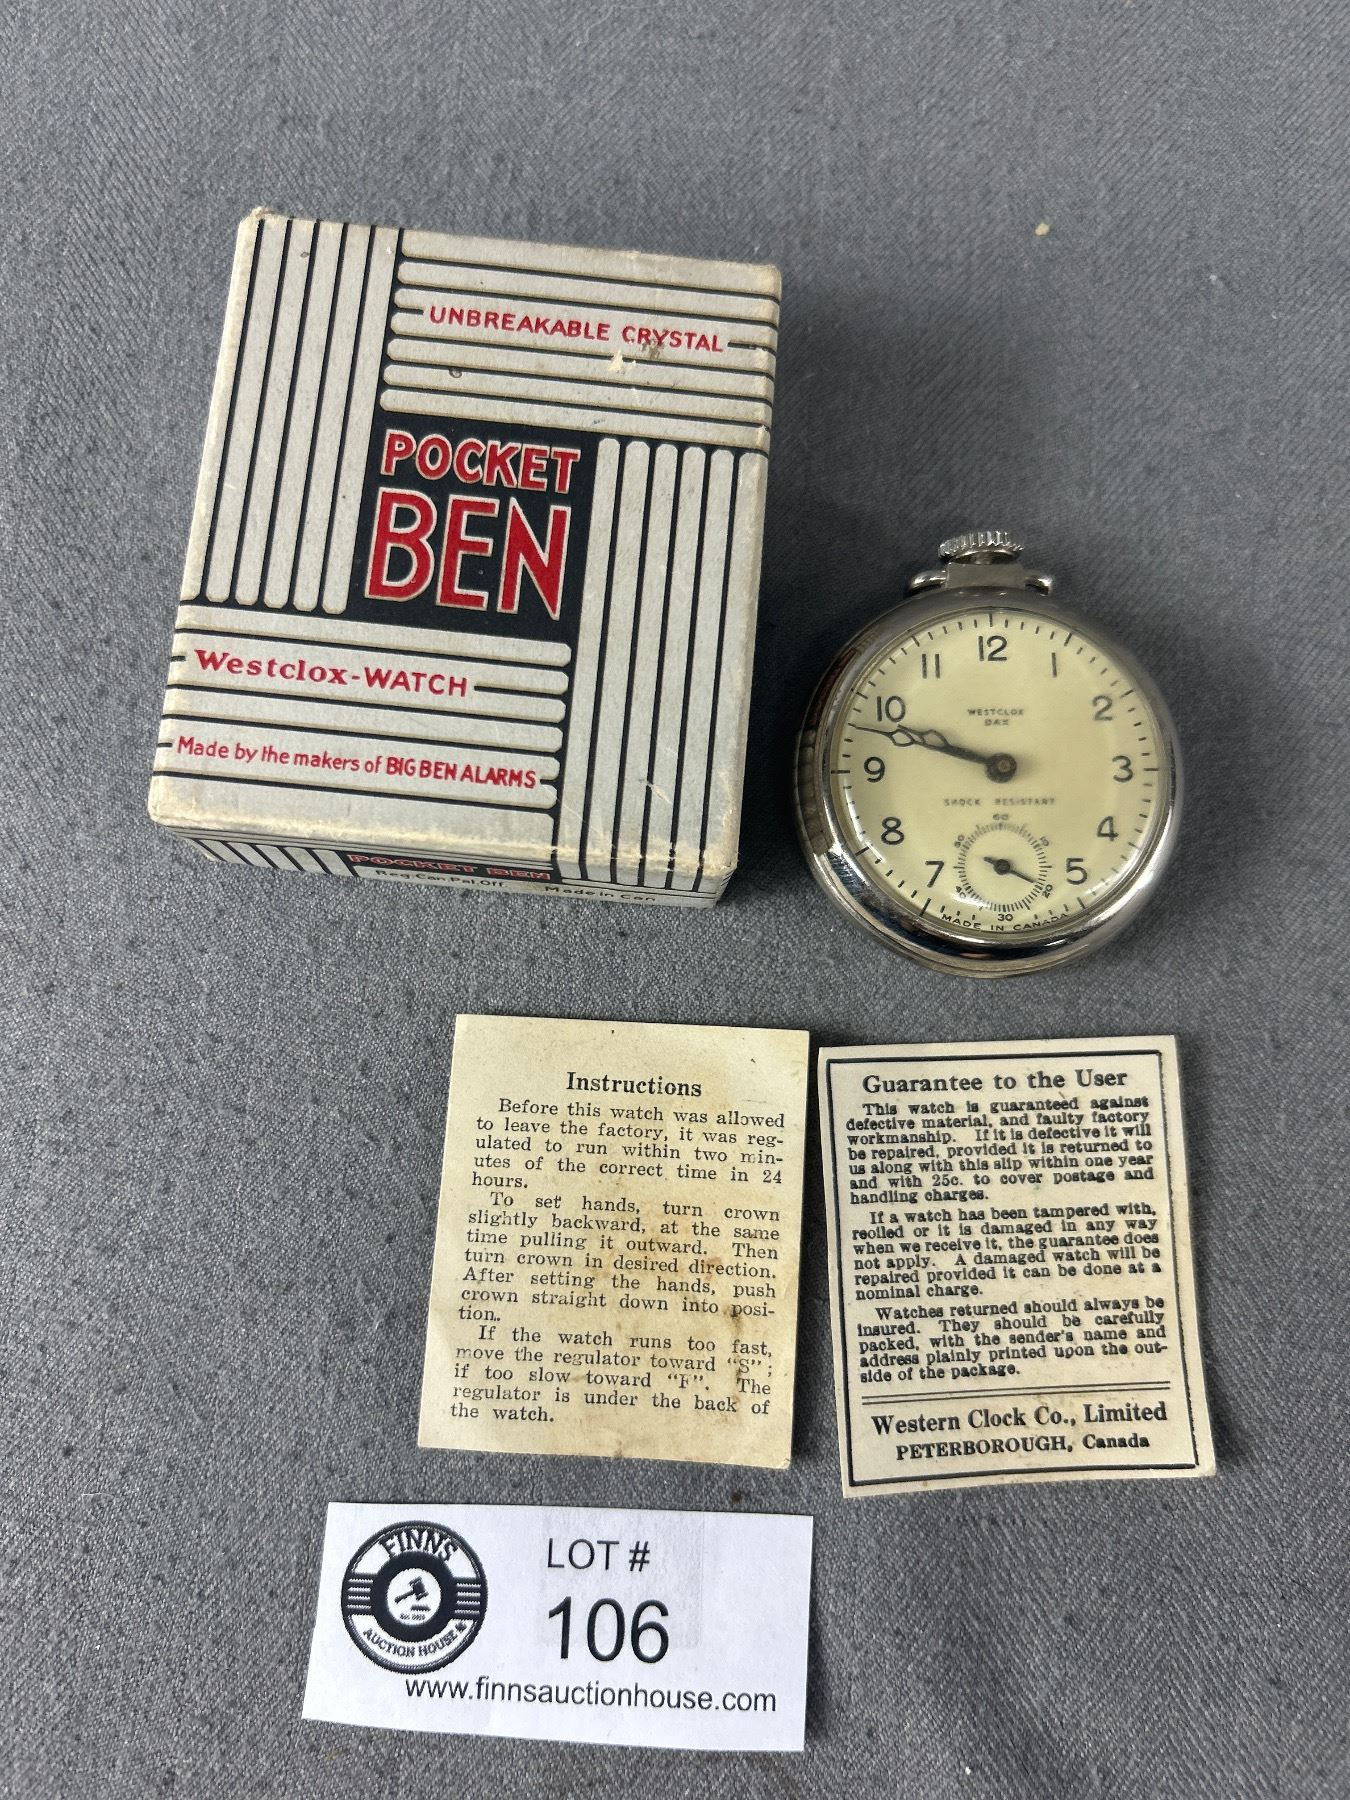 UNBREAKABLE CRYSTAL
POCKET
BEN
Westclox-WATCH
Made by the makers of BIG BEN ALARMS
POCKET BEN
Reg. Can. Pat. Off. Made in Can
12
1
2
3
4
5
7
8
9
10
11
WESTCLOX
DAX
SHOCK RESISTANT
60
10
20
30
40
50
MADE IN CANADA
Instructions
Before this watch was allowed
to leave the factory, it was reg-
ulated to run within two min-
utes of the correct time in 24
hours.
To set hands, turn crown
slightly backward, at the same
time pulling it outward. Then
turn crown in desired direction.
After setting the hands, push
crown straight down into posi-
tion.
If the watch runs too fast,
move the regulator toward "S";
if too slow toward "F". The
regulator is under the back of
the watch.
Guarantee to the User
This watch is guaranteed against
defective material, and faulty factory
workmanship. If it is defective it will
be repaired, provided it is returned to
us along with this slip within one year
and with 25c. to cover postage and
handling charges.
If a watch has been tampered with,
reoiled or it is damaged in any way
when we receive it, the guarantee does
not apply. A damaged watch will be
repaired provided it can be done at a
nominal charge.
Watches returned should always be
insured. They should be carefully
packed, with the sender's name and
address plainly printed upon the out-
side of the package.
Western Clock Co., Limited
PETERBOROUGH, Canada
FINNS
AUCTION HOUSE
LOT #
106
www.finnsauctionhouse.com